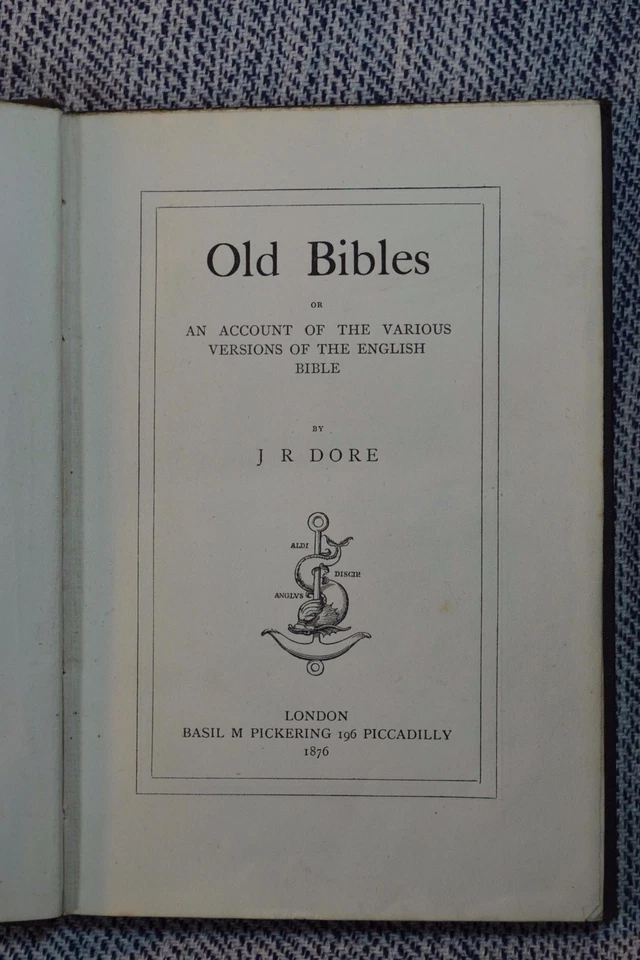 Old Bibles
OR
AN ACCOUNT OF THE VARIOUS
VERSIONS OF THE ENGLISH
BIBLE
BY
J R DORE
ALDI
DISCIP.
ANGLVS
LONDON
BASIL M PICKERING 196 PICCADILLY
1876